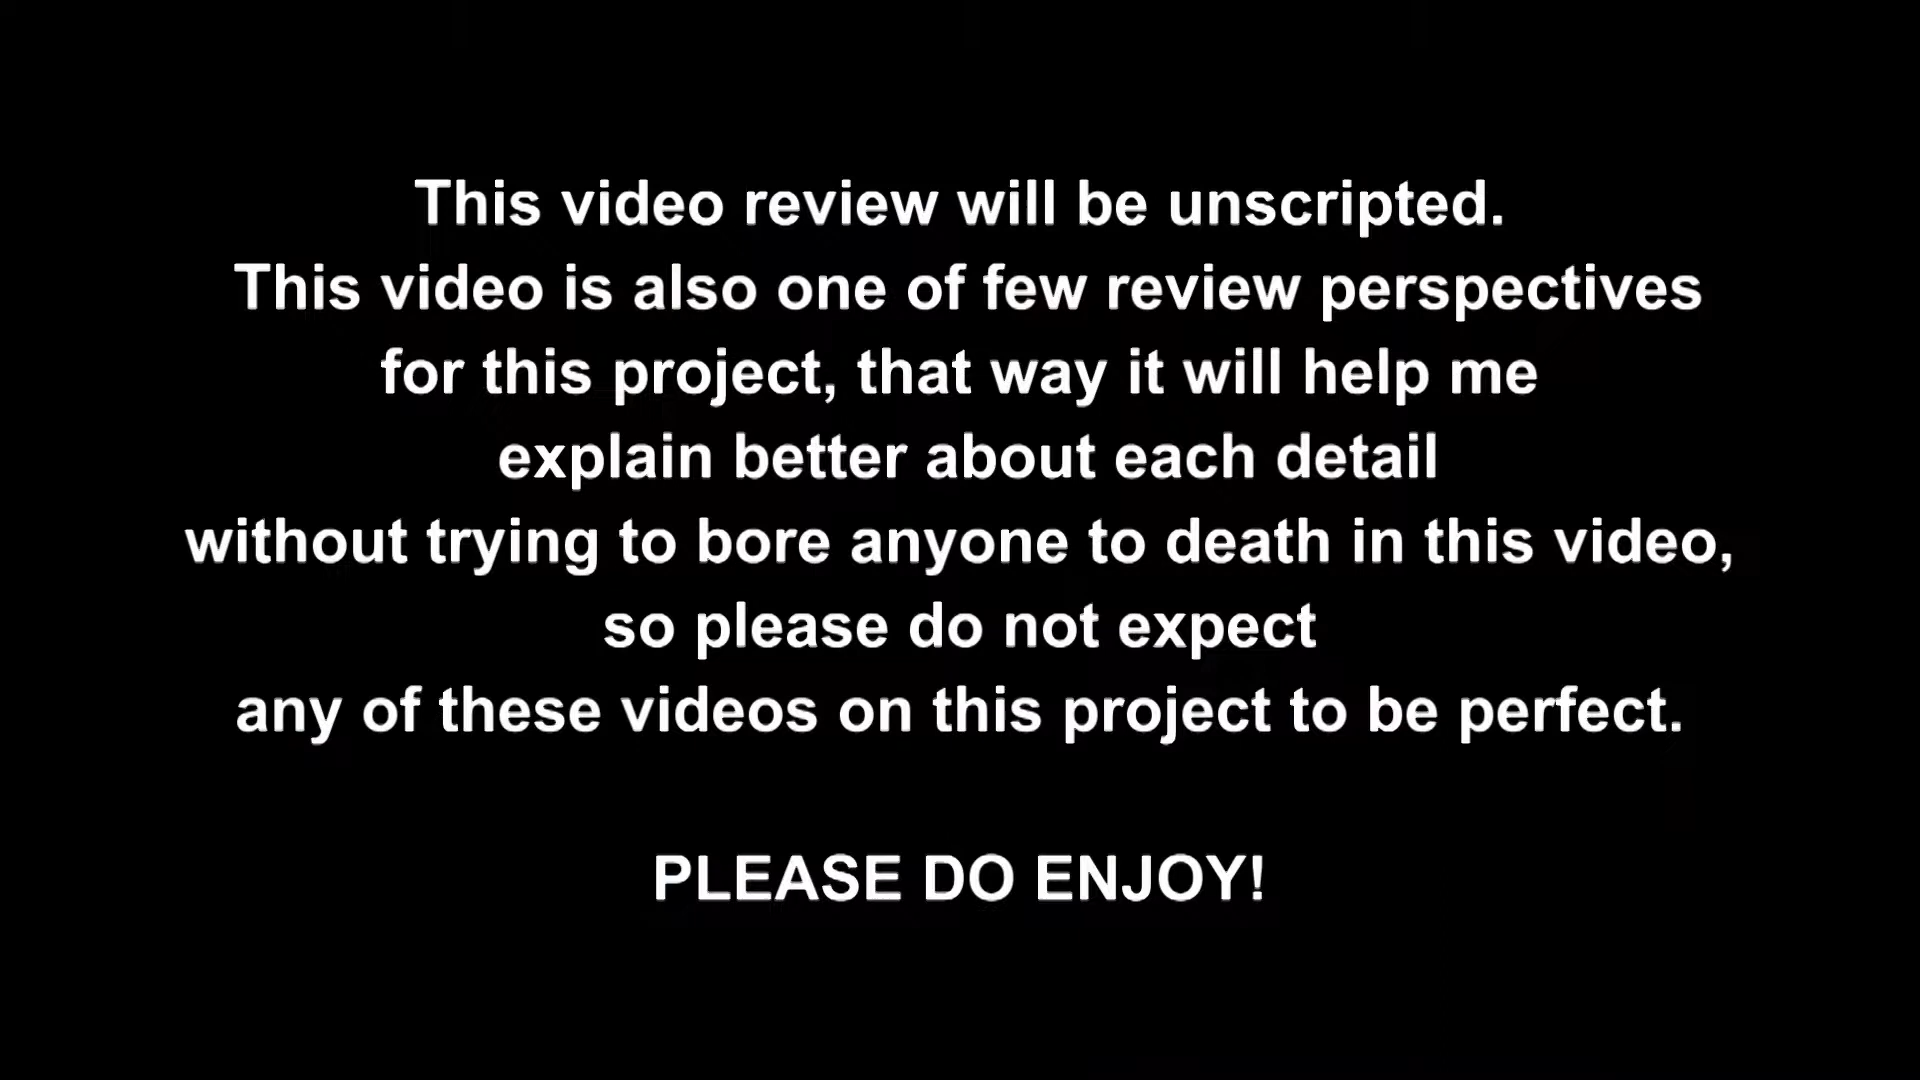 This video review will be unscripted.
This video is also one of few review perspectives
for this project, that way it will help me
explain better about each detail
without trying to bore anyone to death in this video,
so please do not expect
any of these videos on this project to be perfect.
PLEASE DO ENJOY!